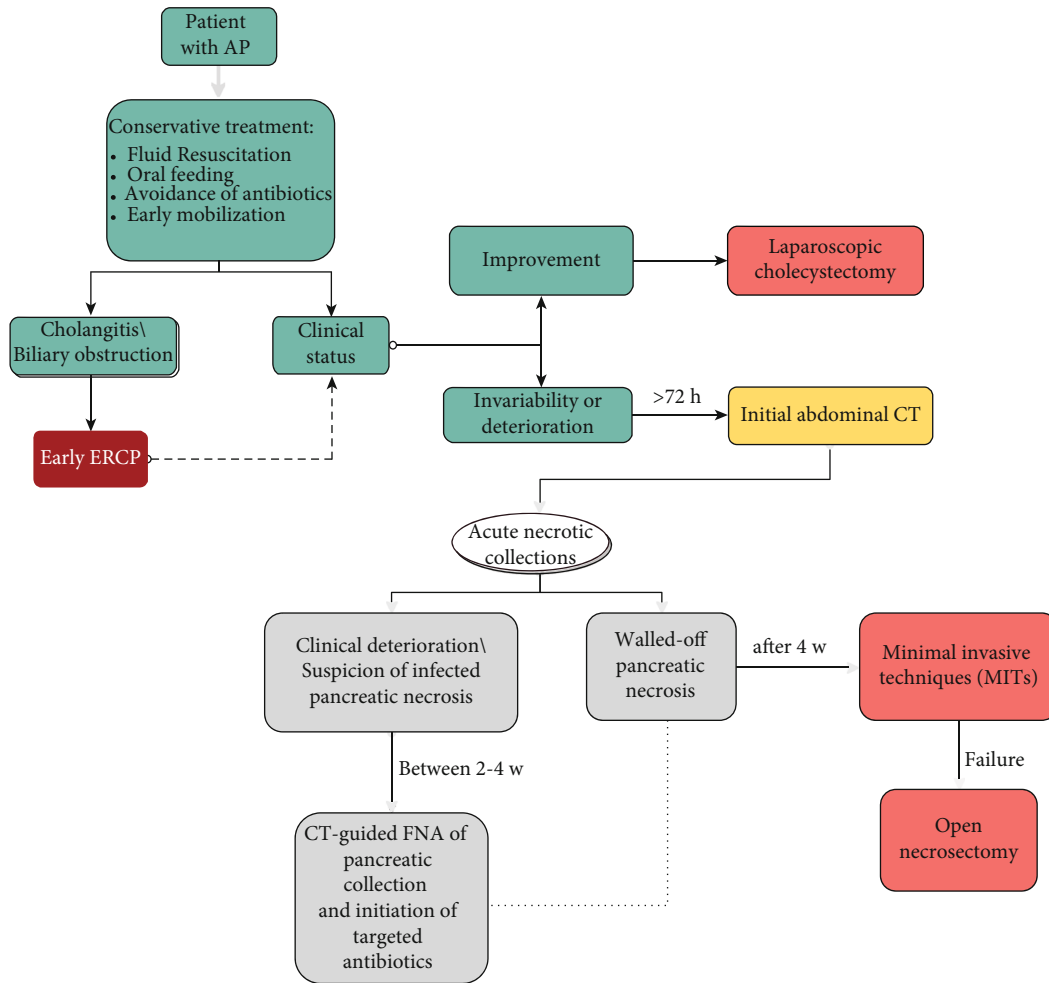 Patient
with AP
Conservative treatment:
• Fluid Resuscitation
• Oral feeding
• Avoidance of antibiotics
• Early mobilization
Cholangitis\
Biliary obstruction
Clinical
status
Early ERCP
Improvement
Laparoscopic
cholecystectomy
Invariability or
deterioration
>72 h
Initial abdominal CT
Acute necrotic
collections
Clinical deterioration\
Suspicion of infected
pancreatic necrosis
Walled-off
pancreatic
necrosis
after 4 w
Minimal invasive
techniques (MITs)
Between 2-4 w
Failure
CT-guided FNA of
pancreatic
collection
and initiation of
targeted
antibiotics
Open
necrosectomy